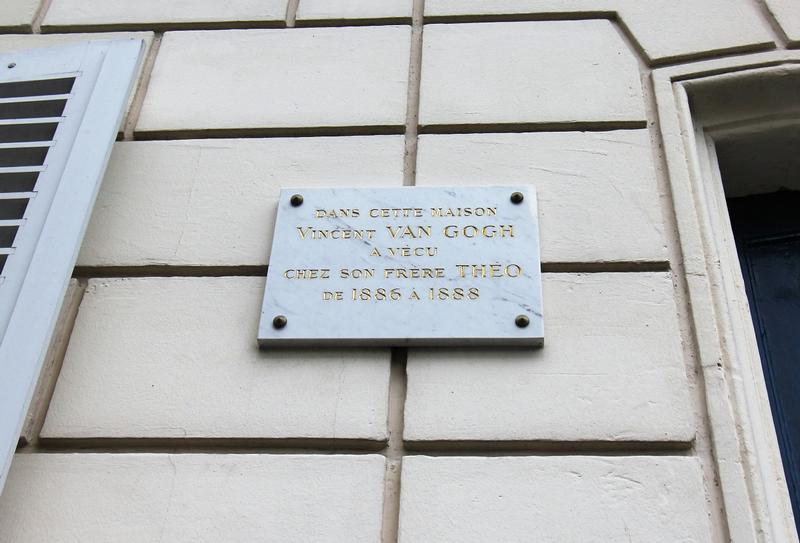 DANS CETTE MAISON
VINCENT VAN GOGH
A VÉCU
CHEZ SON FRÈRE THÉO
DE 1886 A 1888